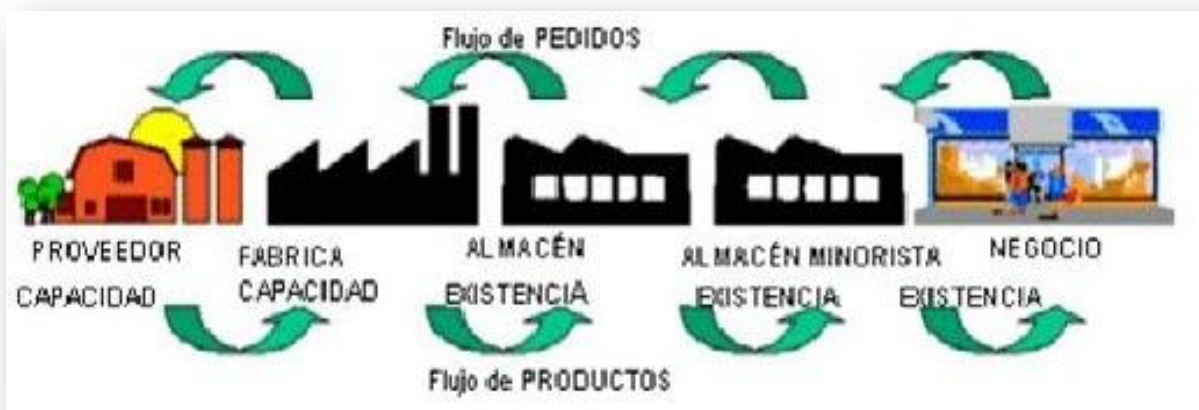 Flujo de PEDIDOS
PROVEEDOR
CAPACIDAD
FABRICA
CAPACIDAD
ALMACÉN
EXISTENCIA
ALMACÉN MINORISTA
EXISTENCIA
NEGOCIO
EXISTENCIA
Flujo de PRODUCTOS